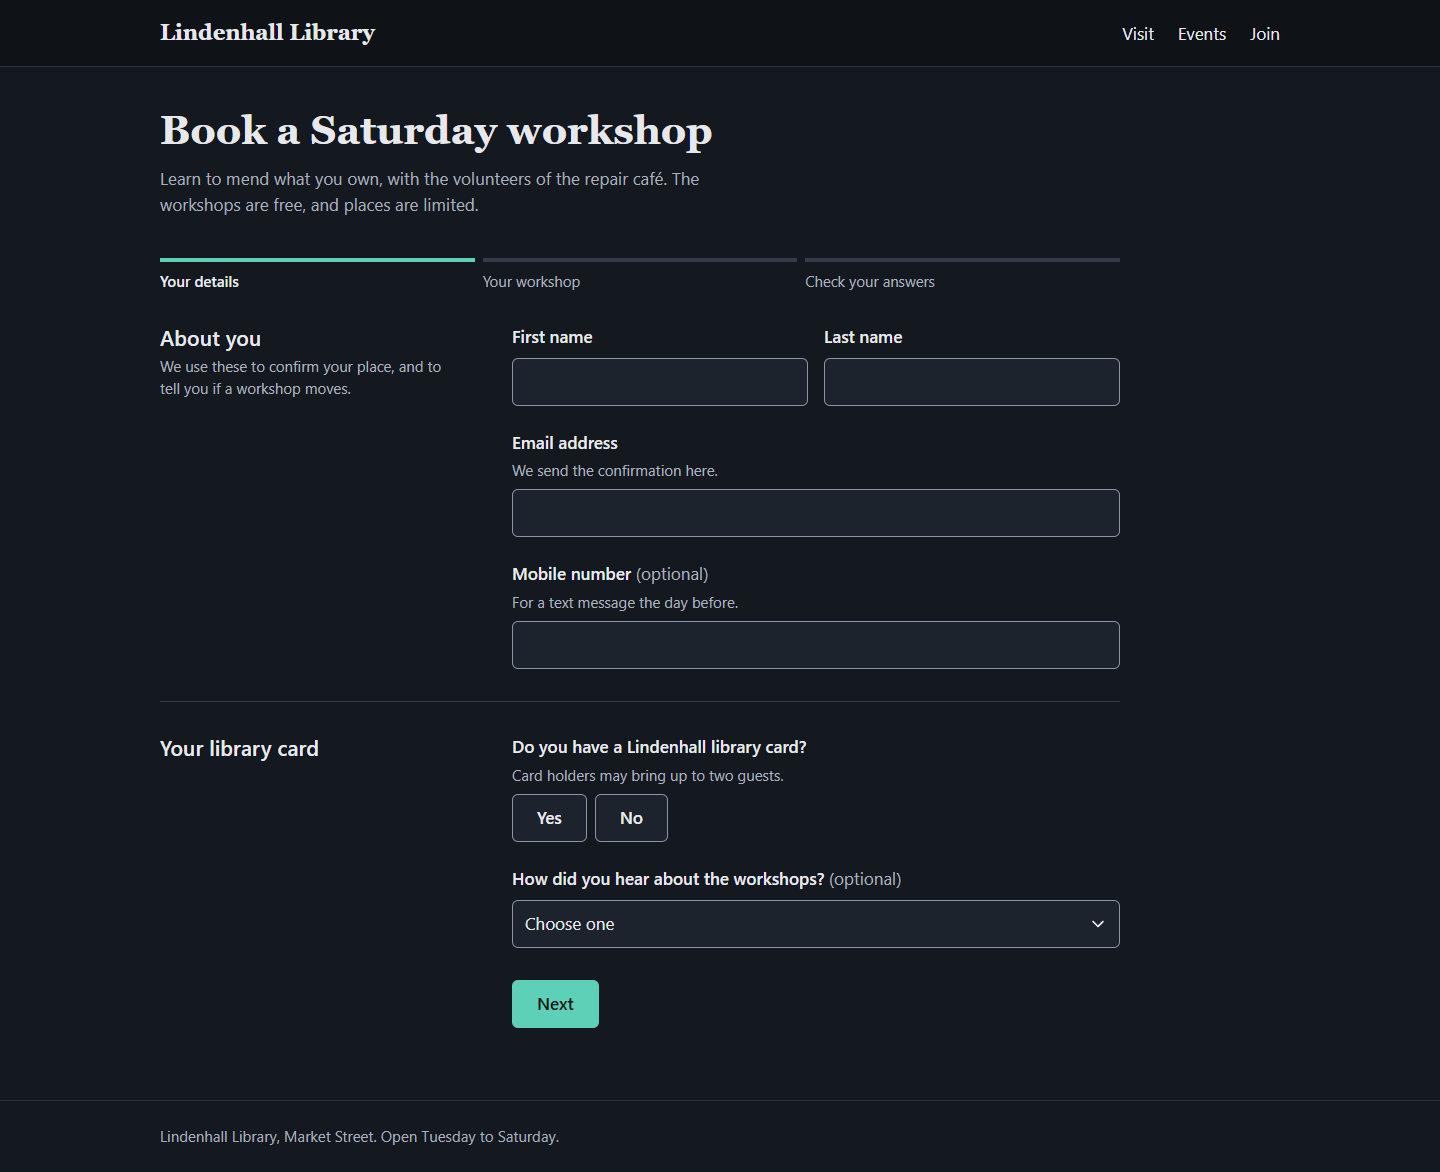 Lindenhall Library
Visit Events Join
Book a Saturday workshop
Learn to mend what you own, with the volunteers of the repair café. The
workshops are free, and places are limited.
Your details
Your workshop
Check your answers
About you
We use these to confirm your place, and to
tell you if a workshop moves.
First name
Last name
Email address
We send the confirmation here.
Mobile number (optional)
For a text message the day before.
Your library card
Do you have a Lindenhall library card?
Card holders may bring up to two guests.
Yes
No
How did you hear about the workshops? (optional)
Choose one
Next
Lindenhall Library, Market Street. Open Tuesday to Saturday.